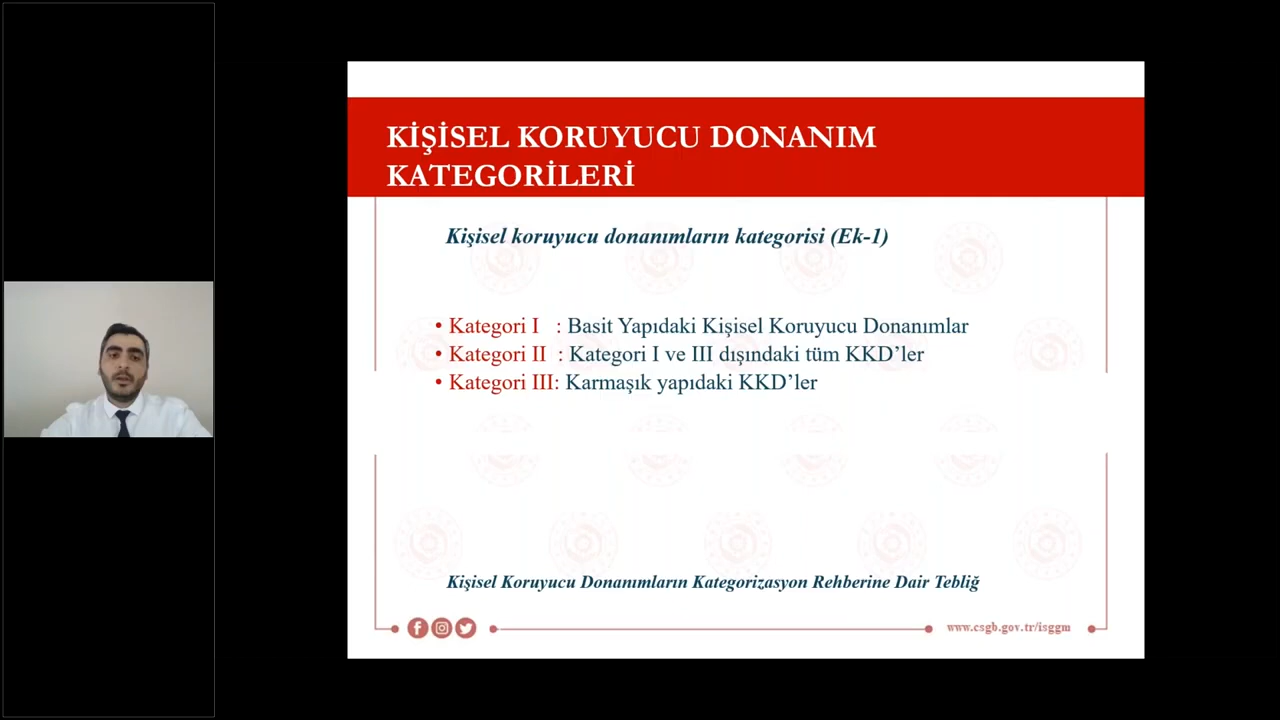 KİŞİSEL KORUYUCU DONANIM
KATEGORİLERİ
Kişisel koruyucu donanımların kategorisi (Ek-1)
• Kategori I : Basit Yapıdaki Kişisel Koruyucu Donanımlar
• Kategori II : Kategori I ve III dışındaki tüm KKD’ler
• Kategori III: Karmaşık yapıdaki KKD’ler
Kişisel Koruyucu Donanımların Kategorizasyon Rehberine Dair Tebliğ
www.csgb.gov.tr/isggm